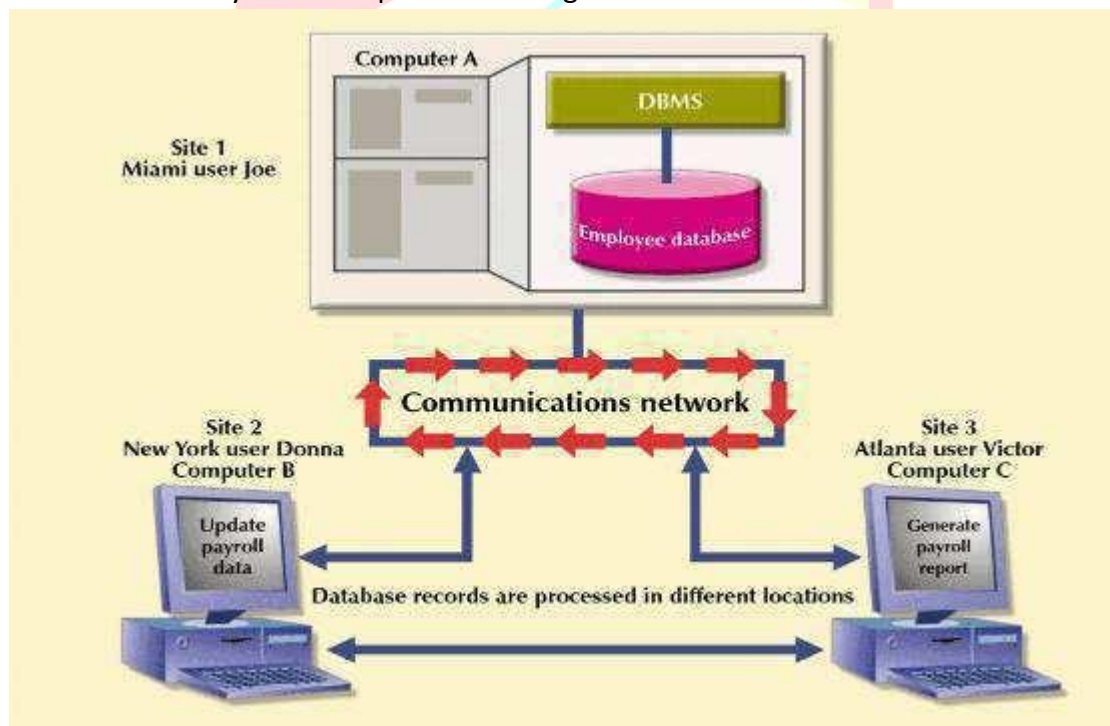 Computer A
DBMS
Site 1
Miami user Joe
Employee database
Communications network
Site 2
New York user Donna
Computer B
Site 3
Atlanta user Victor
Computer C
Update
payroll
data
Generate
payroll
report
Database records are processed in different locations